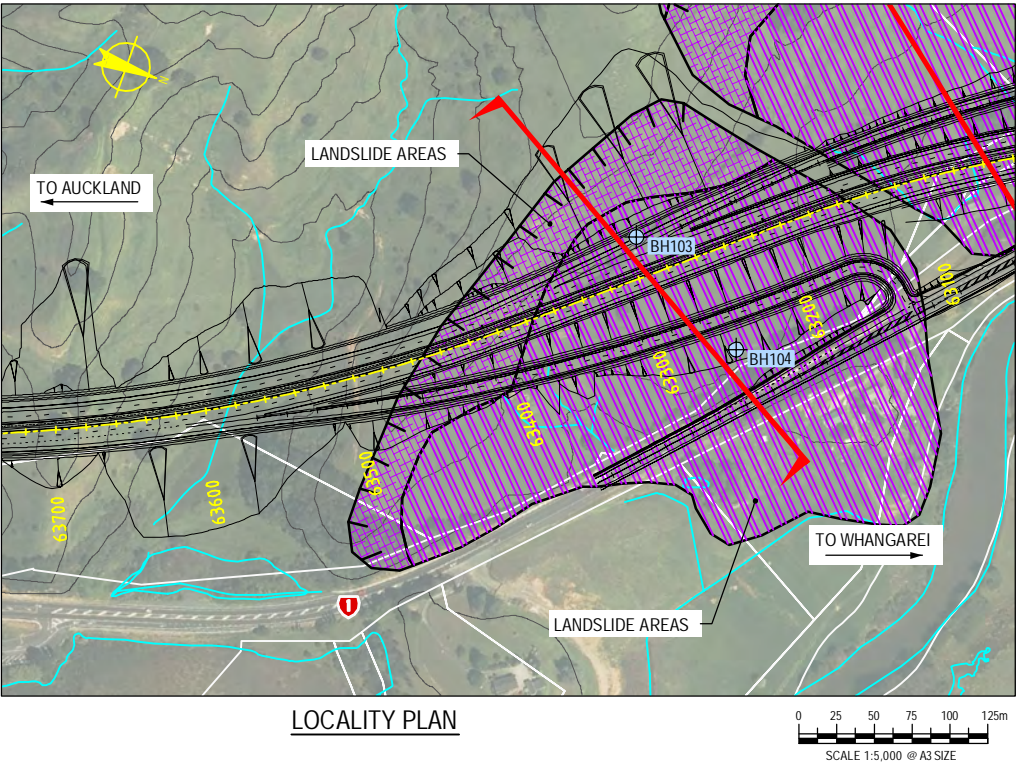 N
LANDSLIDE AREAS
TO AUCKLAND
BH103
63100
63200
BH104
63300
63400
63500
63600
63700
TO WHANGAREI
1
LANDSLIDE AREAS
LOCALITY PLAN
0 25 50 75 100 125m
SCALE 1:5,000 @ A3 SIZE